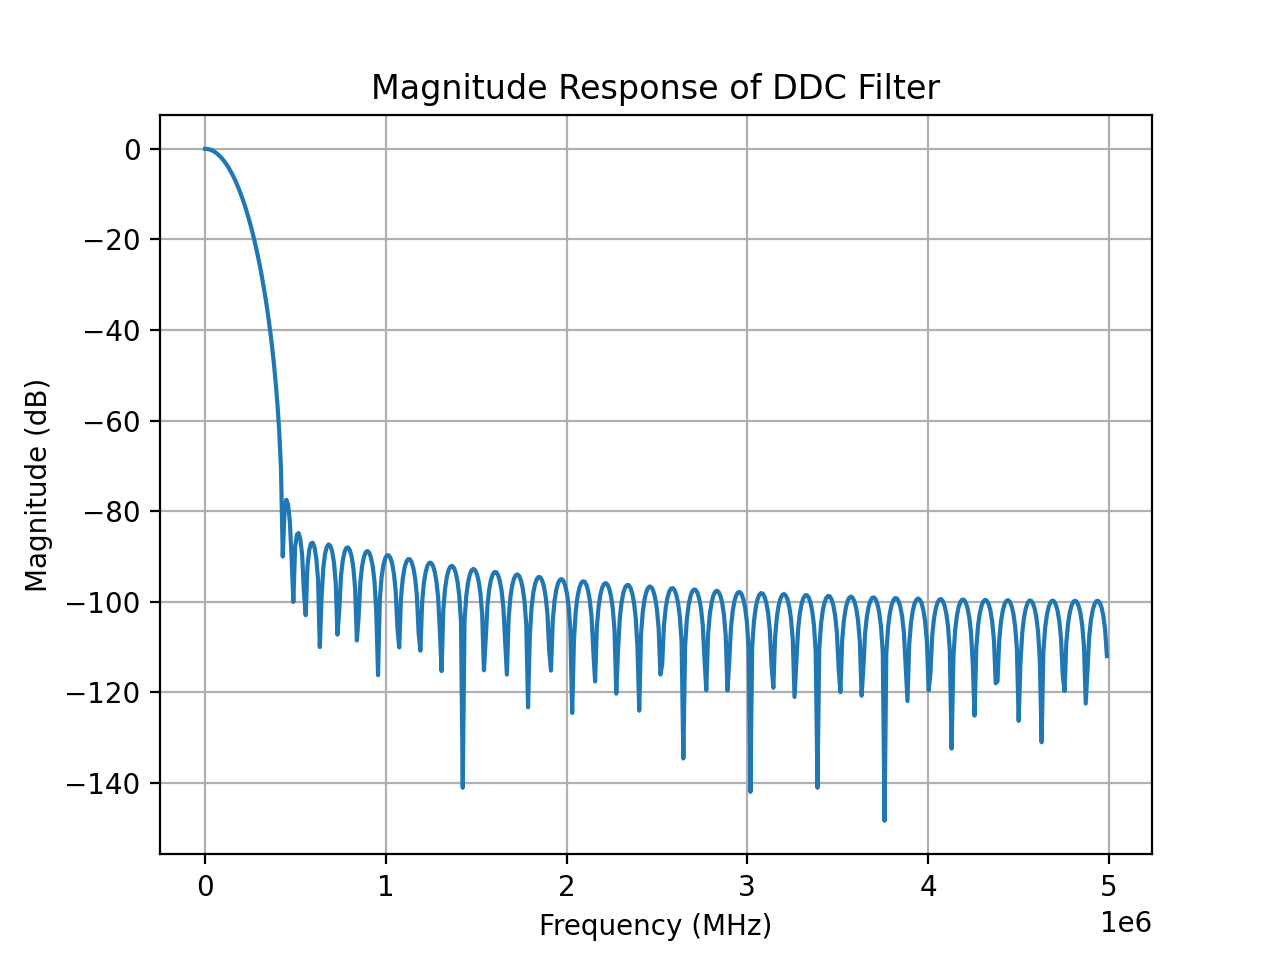 Magnitude Response of DDC Filter
0
−20
−40
−60
−80
−100
−120
−140
Magnitude (dB)
0 1 2 3 4 5
1e6
Frequency (MHz)